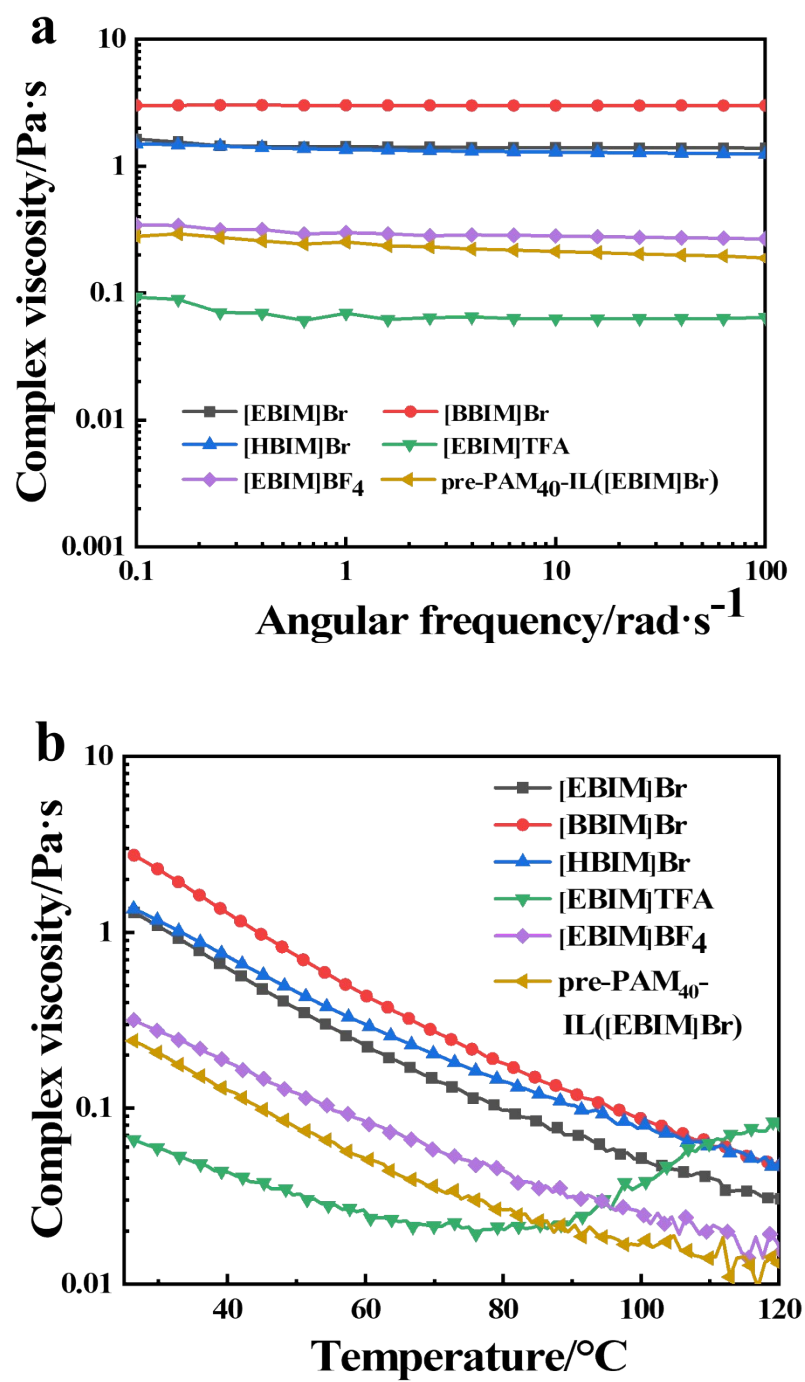 a
10
1
0.1
0.01
0.001
Complex viscosity/Pa·s
[EBIM]Br
[BBIM]Br
[HBIM]Br
[EBIM]TFA
[EBIM]BF₄
pre-PAM₄₀-IL([EBIM]Br)
0.1
1
10
100
Angular frequency/rad·s⁻¹
b
10
1
0.1
0.01
Complex viscosity/Pa·s
[EBIM]Br
[BBIM]Br
[HBIM]Br
[EBIM]TFA
[EBIM]BF₄
pre-PAM₄₀-
IL([EBIM]Br)
40
60
80
100
120
Temperature/°C